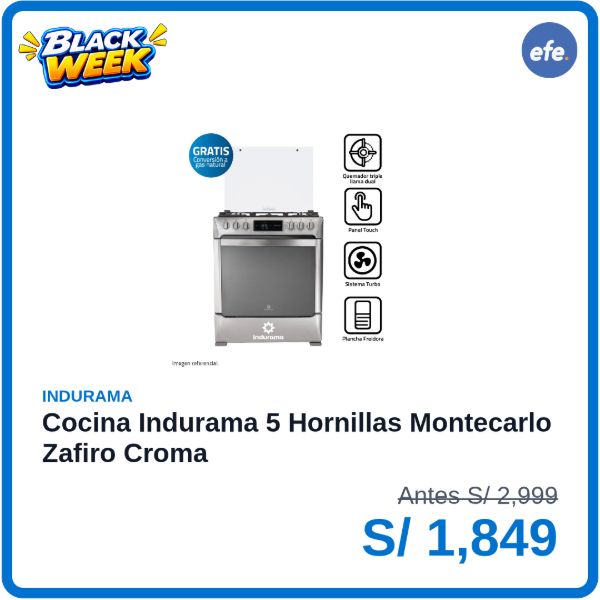 BLACK
WEEK
efe.
GRATIS
Conversión a
gas natural
Quemador triple
llama dual
Panel Touch
Sistema Turbo
Plancha Freidora
Indurama
Imagen referencial.
INDURAMA
Cocina Indurama 5 Hornillas Montecarlo
Zafiro Croma
Antes S/ 2,999
S/ 1,849